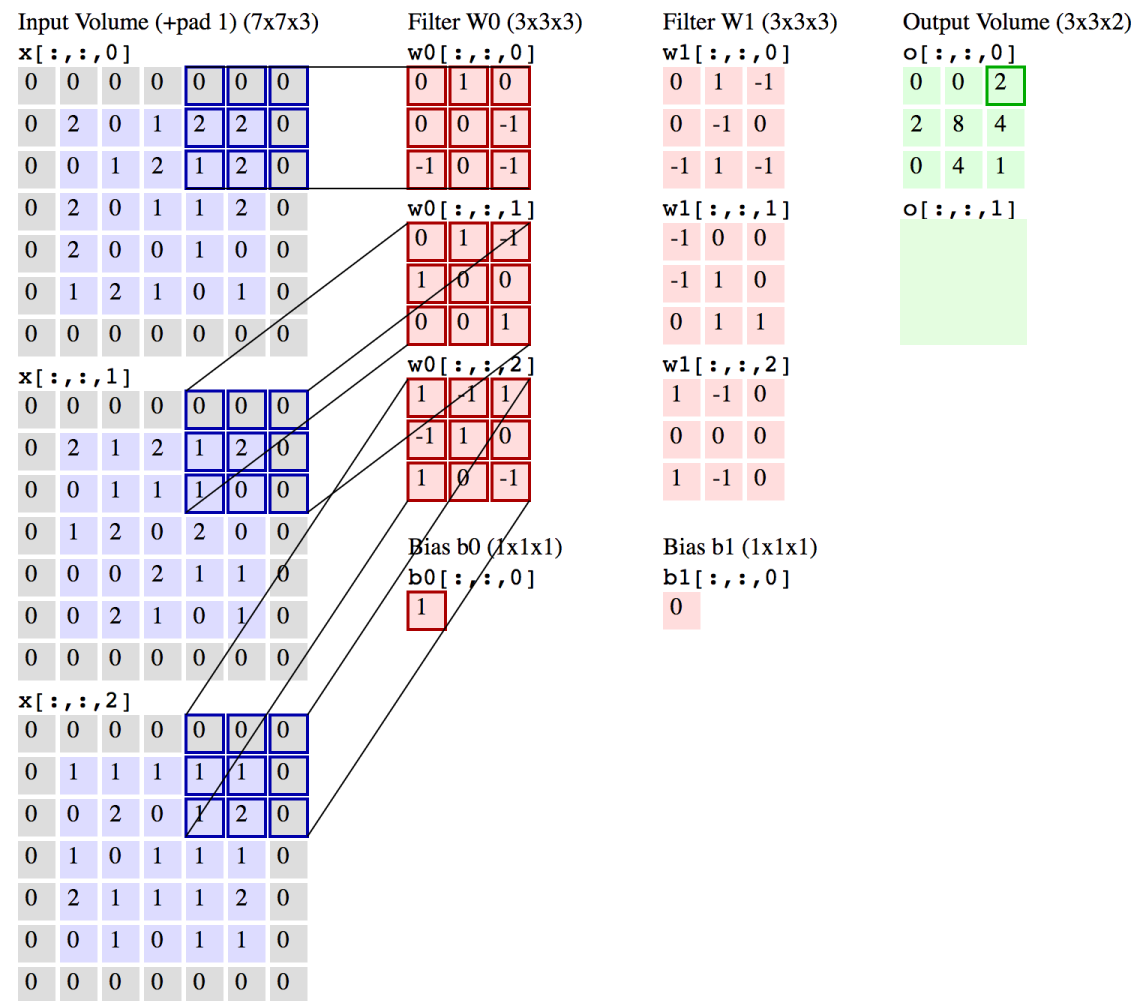 Input Volume (+pad 1) (7x7x3)
x[:,:,0]
0 0 0 0 0 0 0
0 2 0 1 2 2 0
0 0 1 2 1 2 0
0 2 0 1 1 2 0
0 2 0 0 1 0 0
0 1 2 1 0 1 0
0 0 0 0 0 0 0
x[:,:,1]
0 0 0 0 0 0 0
0 2 1 2 1 2 0
0 0 1 1 1 0 0
0 1 2 0 2 0 0
0 0 0 2 1 1 0
0 0 2 1 0 1 0
0 0 0 0 0 0 0
x[:,:,2]
0 0 0 0 0 0 0
0 1 1 1 1 1 0
0 0 2 0 1 2 0
0 1 0 1 1 1 0
0 2 1 1 1 2 0
0 0 1 0 1 1 0
0 0 0 0 0 0 0
Filter W0 (3x3x3)
w0[:,:,0]
0 1 0
0 0 -1
-1 0 -1
w0[:,:,1]
0 1 -1
1 0 0
0 0 1
w0[:,:,2]
1 -1 1
-1 1 0
1 0 -1
Bias b0 (1x1x1)
b0[:,:,0]
1
Filter W1 (3x3x3)
w1[:,:,0]
0 1 -1
0 -1 0
-1 1 -1
w1[:,:,1]
-1 0 0
-1 1 0
0 1 1
w1[:,:,2]
1 -1 0
0 0 0
1 -1 0
Bias b1 (1x1x1)
b1[:,:,0]
0
Output Volume (3x3x2)
o[:,:,0]
0 0 2
2 8 4
0 4 1
o[:,:,1]